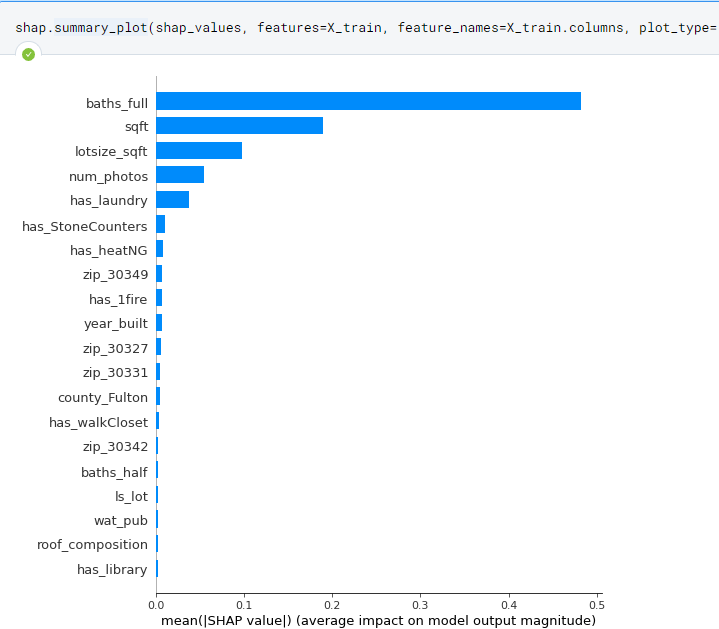 shap.summary_plot(shap_values, features=X_train, feature_names=X_train.columns, plot_type=
baths_full
sqft
lotsize_sqft
num_photos
has_laundry
has_StoneCounters
has_heatNG
zip_30349
has_1fire
year_built
zip_30327
zip_30331
county_Fulton
has_walkCloset
zip_30342
baths_half
ls_lot
wat_pub
roof_composition
has_library
0.0 0.1 0.2 0.3 0.4 0.5
mean(|SHAP value|) (average impact on model output magnitude)